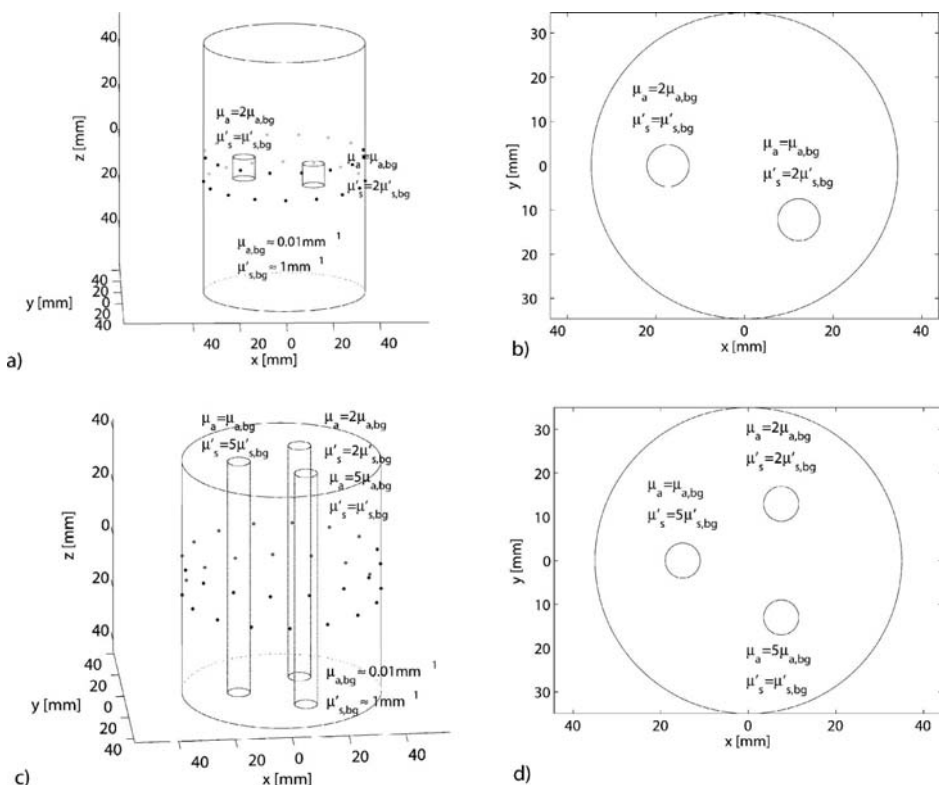 40
20
0
20
40
z [mm]
μa=2μa,bg
μ's=μ's,bg
μa=μa,bg
μ's=2μ's,bg
μa,bg≈0.01mm 1
μ's,bg≈1mm 1
40
20
0
20
40
y [mm]
40 20 0 20 40
x [mm]
a)
30
20
10
0
10
20
30
y [mm]
μa=2μa,bg
μ's=μ's,bg
μa=μa,bg
μ's=2μ's,bg
40 20 0 20 40
x [mm]
b)
40
20
0
20
40
z [mm]
μa=μa,bg
μ's=5μ's,bg
μa=2μa,bg
μ's=2μ's,bg
μa=5μa,bg
μ's=μ's,bg
μa,bg≈0.01mm 1
μ's,bg≈1mm 1
40
20
0
20
40
y [mm]
40 20 0 20 40
x [mm]
c)
30
20
10
0
10
20
30
y [mm]
μa=2μa,bg
μ's=2μ's,bg
μa=μa,bg
μ's=5μ's,bg
μa=5μa,bg
μ's=μ's,bg
40 20 0 20 40
x [mm]
d)